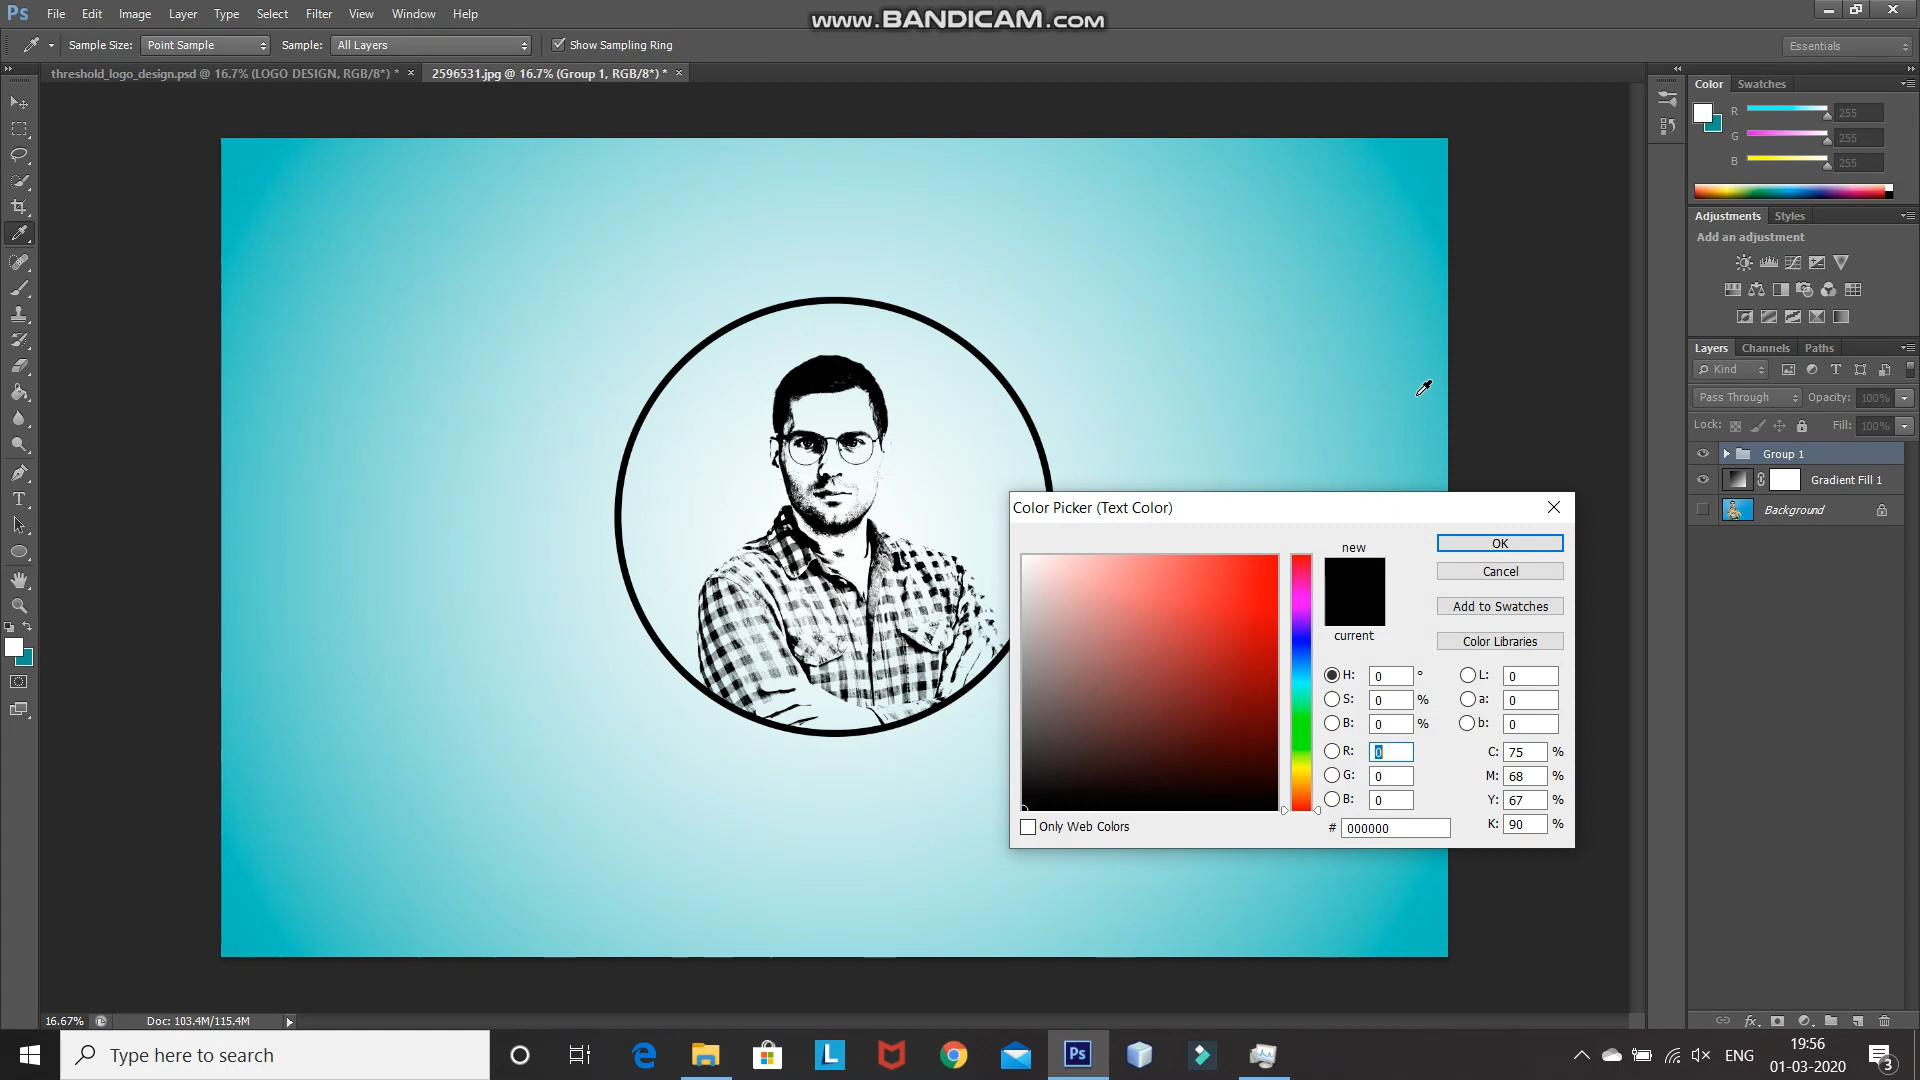 www.BANDICAM.com
Ps File Edit Image Layer Type Select Filter View Window Help
Sample Size: Point Sample Sample: All Layers Show Sampling Ring Essentials
threshold_logo_design.psd @ 16.7% (LOGO DESIGN, RGB/8*) * × 2596531.jpg @ 16.7% (Group 1, RGB/8*) * ×
Color Swatches
R 255
G 255
B 255
Adjustments Styles
Add an adjustment
Layers Channels Paths
Kind
Pass Through Opacity: 100%
Lock: Fill: 100%
Group 1
Gradient Fill 1
Background
Color Picker (Text Color)
new
current
OK
Cancel
Add to Swatches
Color Libraries
H: 0 ° L: 0
S: 0 % a: 0
B: 0 % b: 0
R: 0 C: 75 %
G: 0 M: 68 %
B: 0 Y: 67 %
# 000000 K: 90 %
Only Web Colors
16.67% Doc: 103.4M/115.4M
Type here to search
L
Ps
ENG
19:56
01-03-2020
3